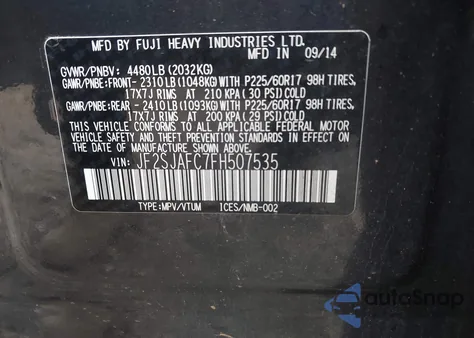 MFD. BY FUJI HEAVY INDUSTRIES LTD.
09/14
GVWR/PNBV: 4480LB(2032KG)
GAWR/PNBE:FRONT-2310LB(1048KG)WITH P225/60R17 98H TIRES,
17X7J RIMS AT 210 KPA(30 PSI)COLD
GAWR/PNBE:REAR -2410LB(1093KG)WITH P225/60R17 98H TIRES,
17X7J RIMS AT 200 KPA(29 PSI)COLD
THIS VEHICLE CONFORMS TO ALL APPLICABLE FEDERAL MOTOR
VEHICLE SAFETY, BUMPER, AND THEFT PREVENTION STANDARDS
IN EFFECT ON THE DATE OF MANUFACTURE SHOWN ABOVE.
VIN: JF2SJAFC7FH507535
TYPE:MPV/VTUM ICES/NMB-002
autoSnap